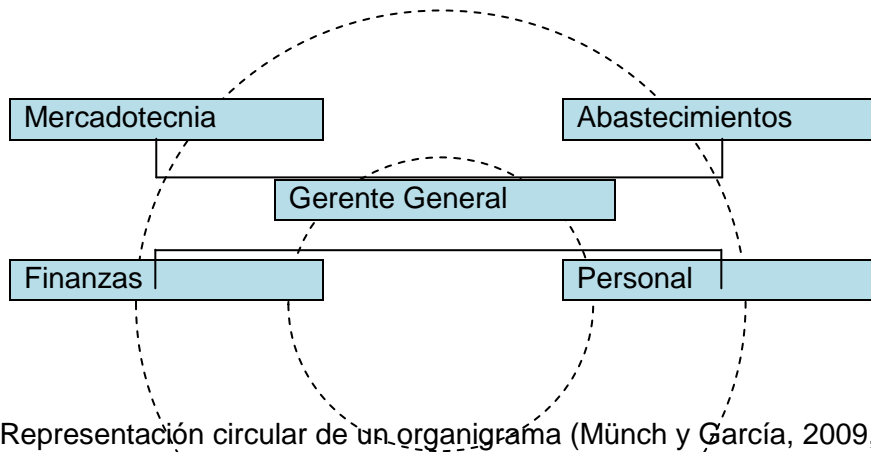 Mercadotecnia
Abastecimientos
Gerente General
Finanzas
Personal
Representación circular de un organigrama (Münch y García, 2009,